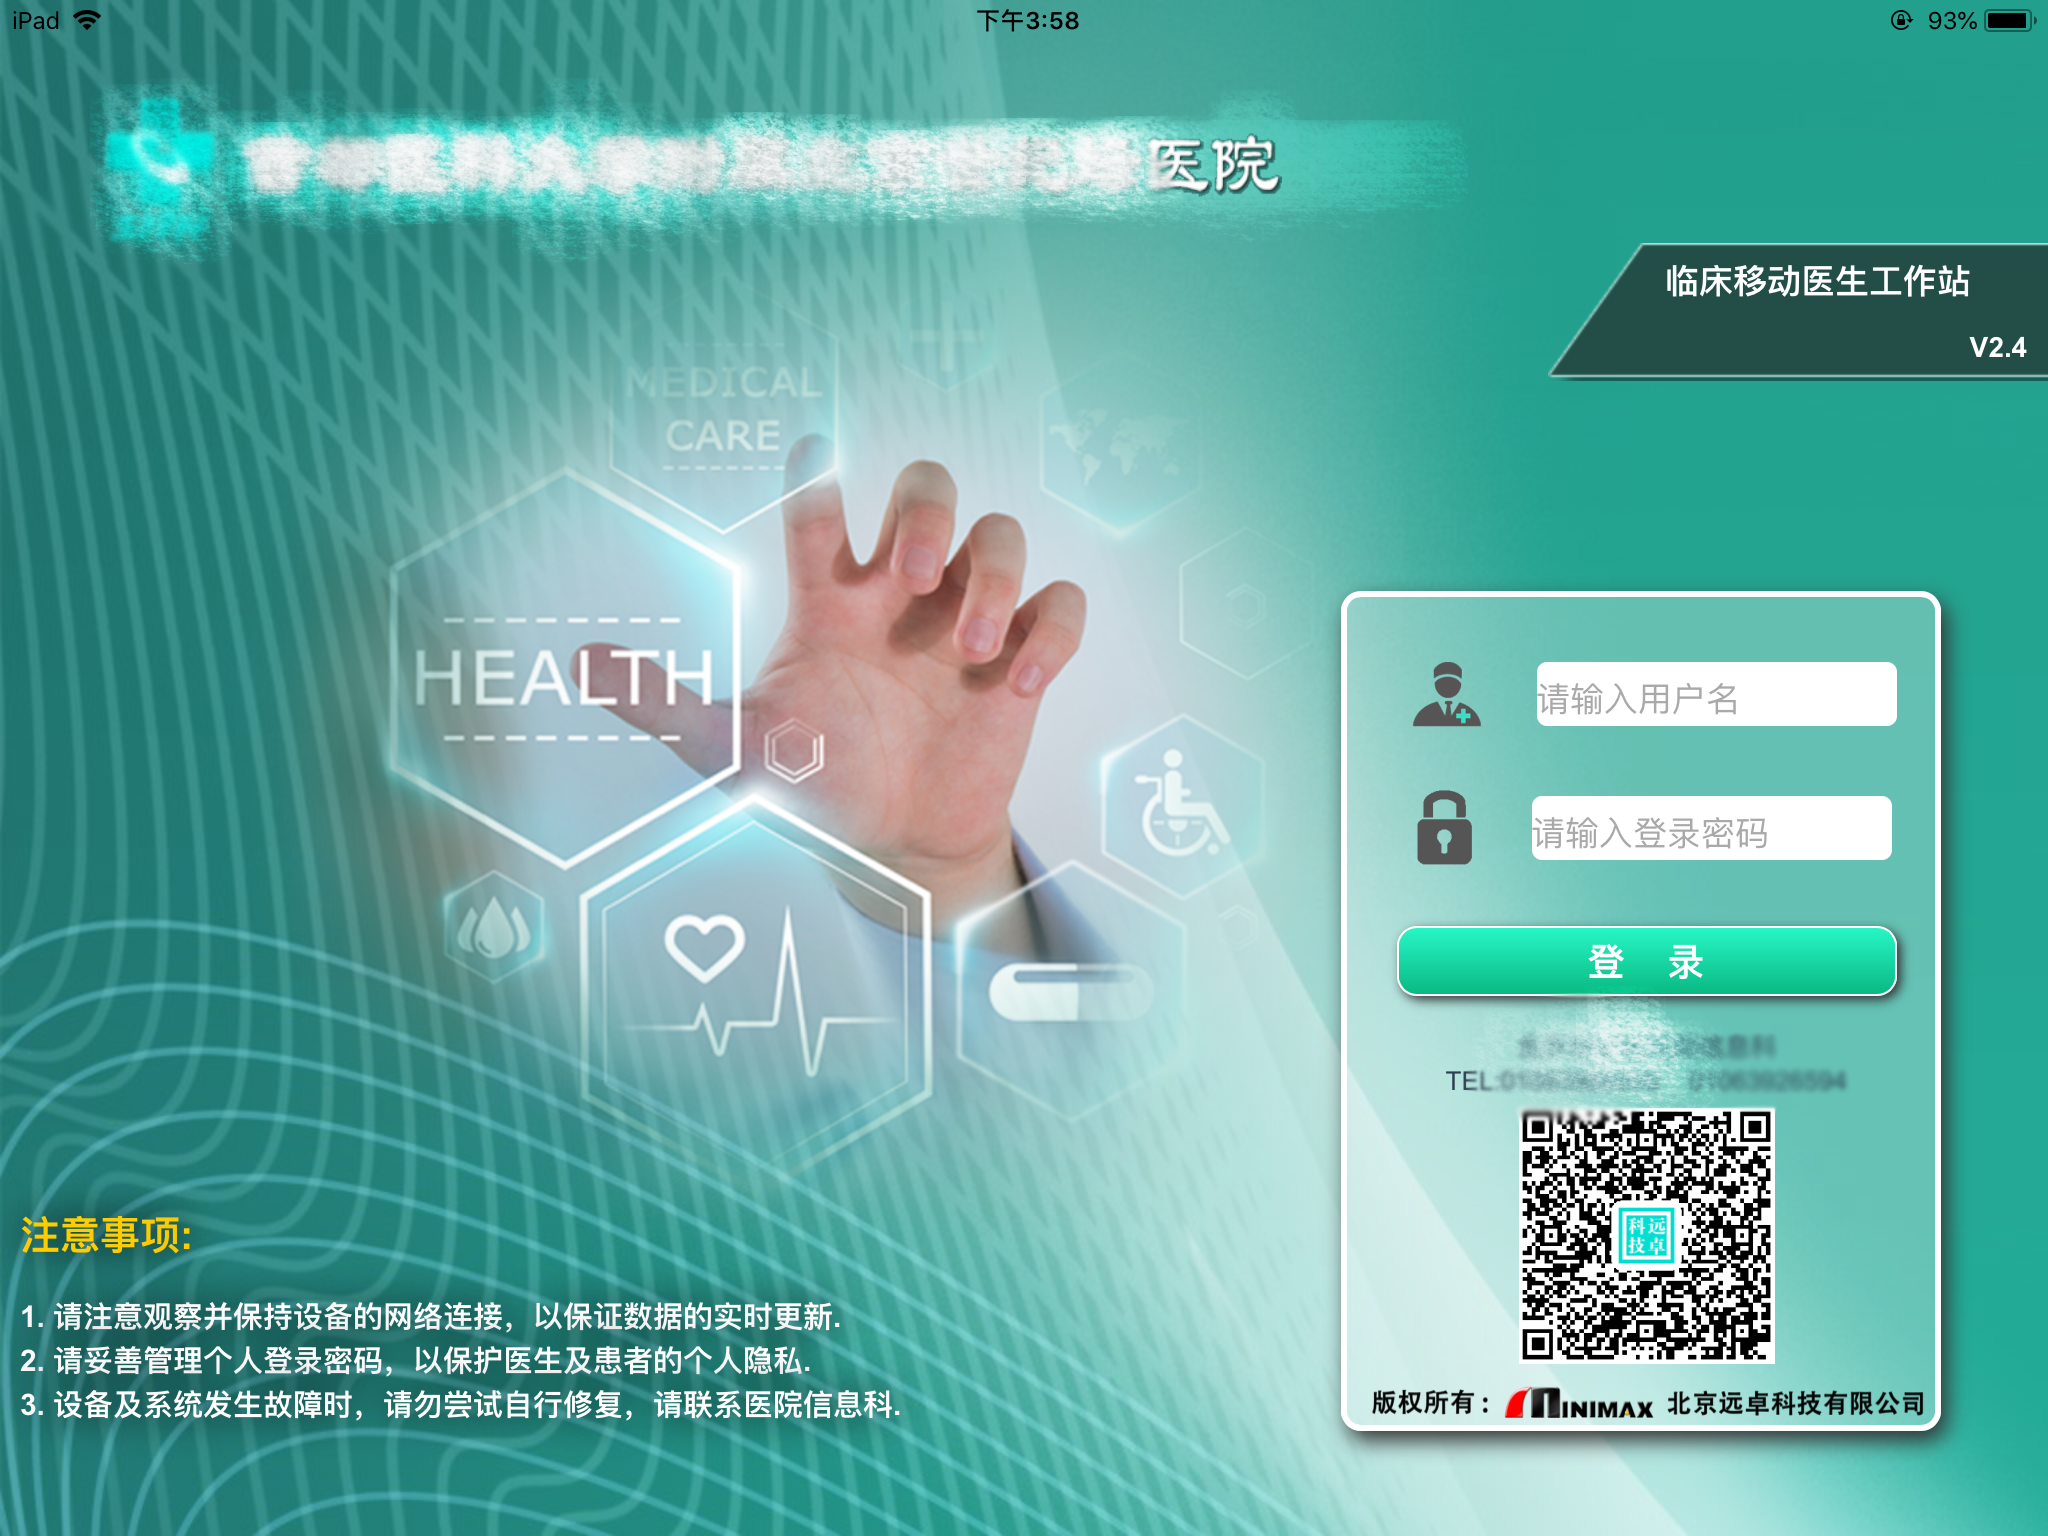 iPad
下午3:58
93%
医院
临床移动医生工作站
V2.4
MEDICAL
CARE
HEALTH
请输入用户名
请输入登录密码
登 录
TEL:
科远
技卓
注意事项:
1. 请注意观察并保持设备的网络连接，以保证数据的实时更新.
2. 请妥善管理个人登录密码，以保护医生及患者的个人隐私.
3. 设备及系统发生故障时，请勿尝试自行修复，请联系医院信息科.
版权所有： MINIMAX 北京远卓科技有限公司